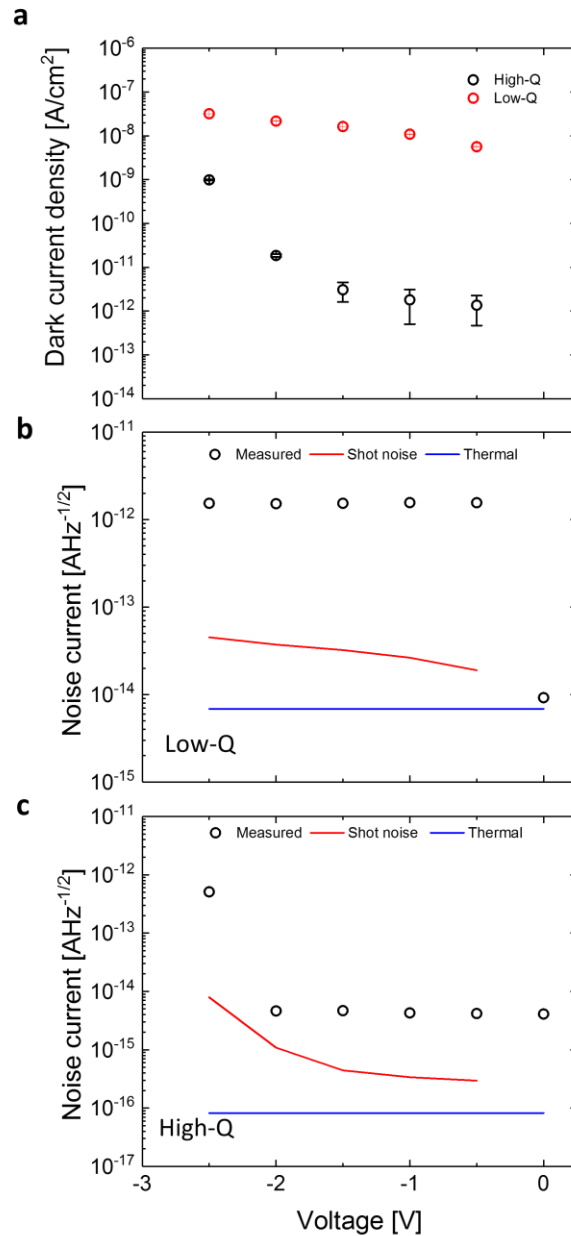 a
Dark current density [A/cm²]
10⁻⁶
10⁻⁷
10⁻⁸
10⁻⁹
10⁻¹⁰
10⁻¹¹
10⁻¹²
10⁻¹³
10⁻¹⁴
High-Q
Low-Q
b
Noise current [AHz⁻¹/²]
10⁻¹¹
10⁻¹²
10⁻¹³
10⁻¹⁴
10⁻¹⁵
Measured Shot noise Thermal
Low-Q
c
Noise current [AHz⁻¹/²]
10⁻¹¹
10⁻¹²
10⁻¹³
10⁻¹⁴
10⁻¹⁵
10⁻¹⁶
10⁻¹⁷
Measured Shot noise Thermal
High-Q
-3 -2 -1 0
Voltage [V]